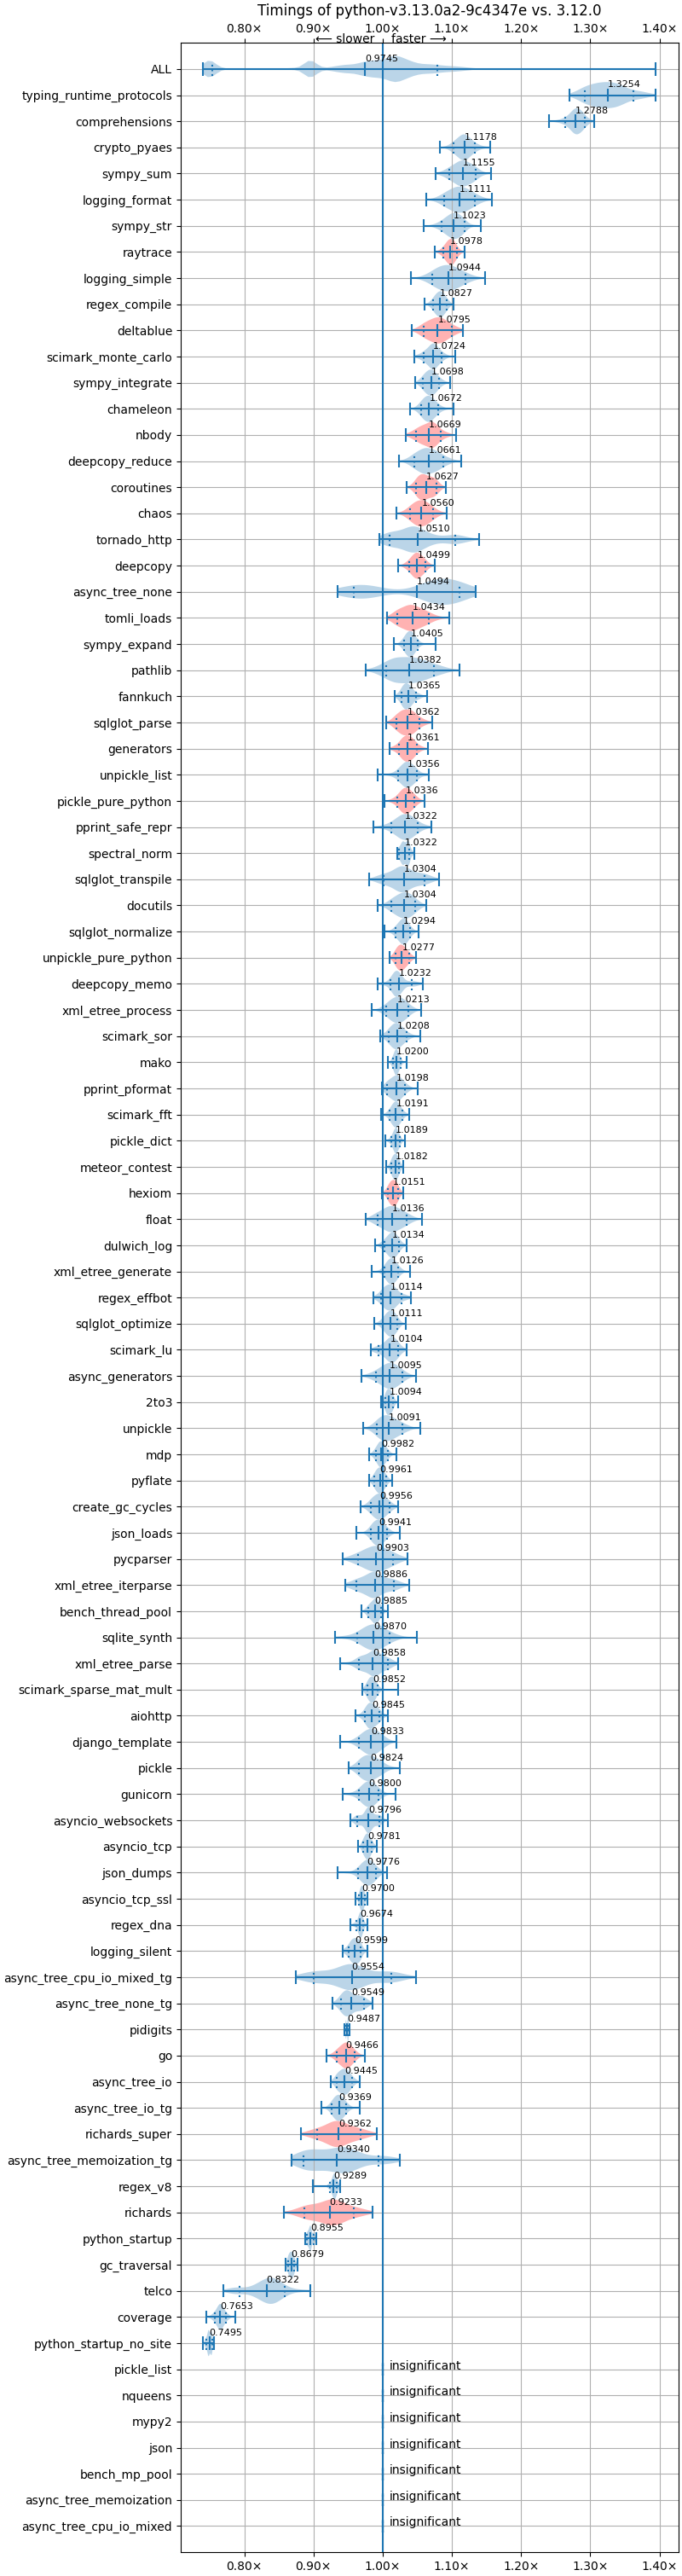 Timings of python-v3.13.0a2-9c4347e vs. 3.12.0
0.80× 0.90× 1.00× 1.10× 1.20× 1.30× 1.40×
⟵ slower faster ⟶
ALL 0.9745
typing_runtime_protocols 1.3254
comprehensions 1.2788
crypto_pyaes 1.1178
sympy_sum 1.1155
logging_format 1.1111
sympy_str 1.1023
raytrace 1.0978
logging_simple 1.0944
regex_compile 1.0827
deltablue 1.0795
scimark_monte_carlo 1.0724
sympy_integrate 1.0698
chameleon 1.0672
nbody 1.0669
deepcopy_reduce 1.0661
coroutines 1.0627
chaos 1.0560
tornado_http 1.0510
deepcopy 1.0499
async_tree_none 1.0494
tomli_loads 1.0434
sympy_expand 1.0405
pathlib 1.0382
fannkuch 1.0365
sqlglot_parse 1.0362
generators 1.0361
unpickle_list 1.0356
pickle_pure_python 1.0336
pprint_safe_repr 1.0322
spectral_norm 1.0322
sqlglot_transpile 1.0304
docutils 1.0304
sqlglot_normalize 1.0294
unpickle_pure_python 1.0277
deepcopy_memo 1.0232
xml_etree_process 1.0213
scimark_sor 1.0208
mako 1.0200
pprint_pformat 1.0198
scimark_fft 1.0191
pickle_dict 1.0189
meteor_contest 1.0182
hexiom 1.0151
float 1.0136
dulwich_log 1.0134
xml_etree_generate 1.0126
regex_effbot 1.0114
sqlglot_optimize 1.0111
scimark_lu 1.0104
async_generators 1.0095
2to3 1.0094
unpickle 1.0091
mdp 0.9982
pyflate 0.9961
create_gc_cycles 0.9956
json_loads 0.9941
pycparser 0.9903
xml_etree_iterparse 0.9886
bench_thread_pool 0.9885
sqlite_synth 0.9870
xml_etree_parse 0.9858
scimark_sparse_mat_mult 0.9852
aiohttp 0.9845
django_template 0.9833
pickle 0.9824
gunicorn 0.9800
asyncio_websockets 0.9796
asyncio_tcp 0.9781
json_dumps 0.9776
asyncio_tcp_ssl 0.9700
regex_dna 0.9674
logging_silent 0.9599
async_tree_cpu_io_mixed_tg 0.9554
async_tree_none_tg 0.9549
pidigits 0.9487
go 0.9466
async_tree_io 0.9445
async_tree_io_tg 0.9369
richards_super 0.9362
async_tree_memoization_tg 0.9340
regex_v8 0.9289
richards 0.9233
python_startup 0.8955
gc_traversal 0.8679
telco 0.8322
coverage 0.7653
python_startup_no_site 0.7495
pickle_list insignificant
nqueens insignificant
mypy2 insignificant
json insignificant
bench_mp_pool insignificant
async_tree_memoization insignificant
async_tree_cpu_io_mixed insignificant
0.80× 0.90× 1.00× 1.10× 1.20× 1.30× 1.40×